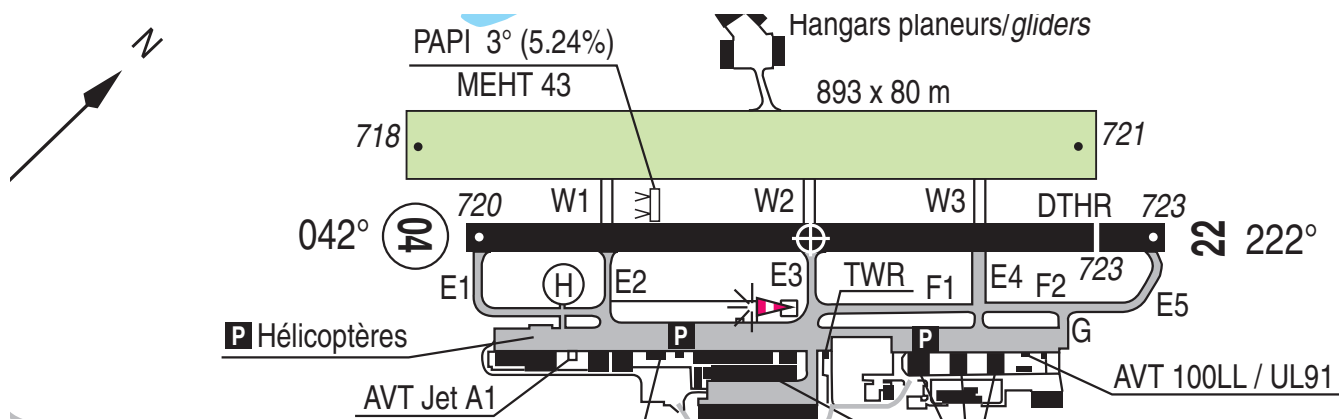 N
Hangars planeurs/gliders
PAPI 3° (5.24%)
MEHT 43
893 x 80 m
718
721
W1
W2
W3
DTHR
720
723
042°
04
22
222°
723
E1
H
E2
E3
TWR
F1
E4
F2
E5
P Hélicoptères
P
P
G
AVT Jet A1
AVT 100LL / UL91